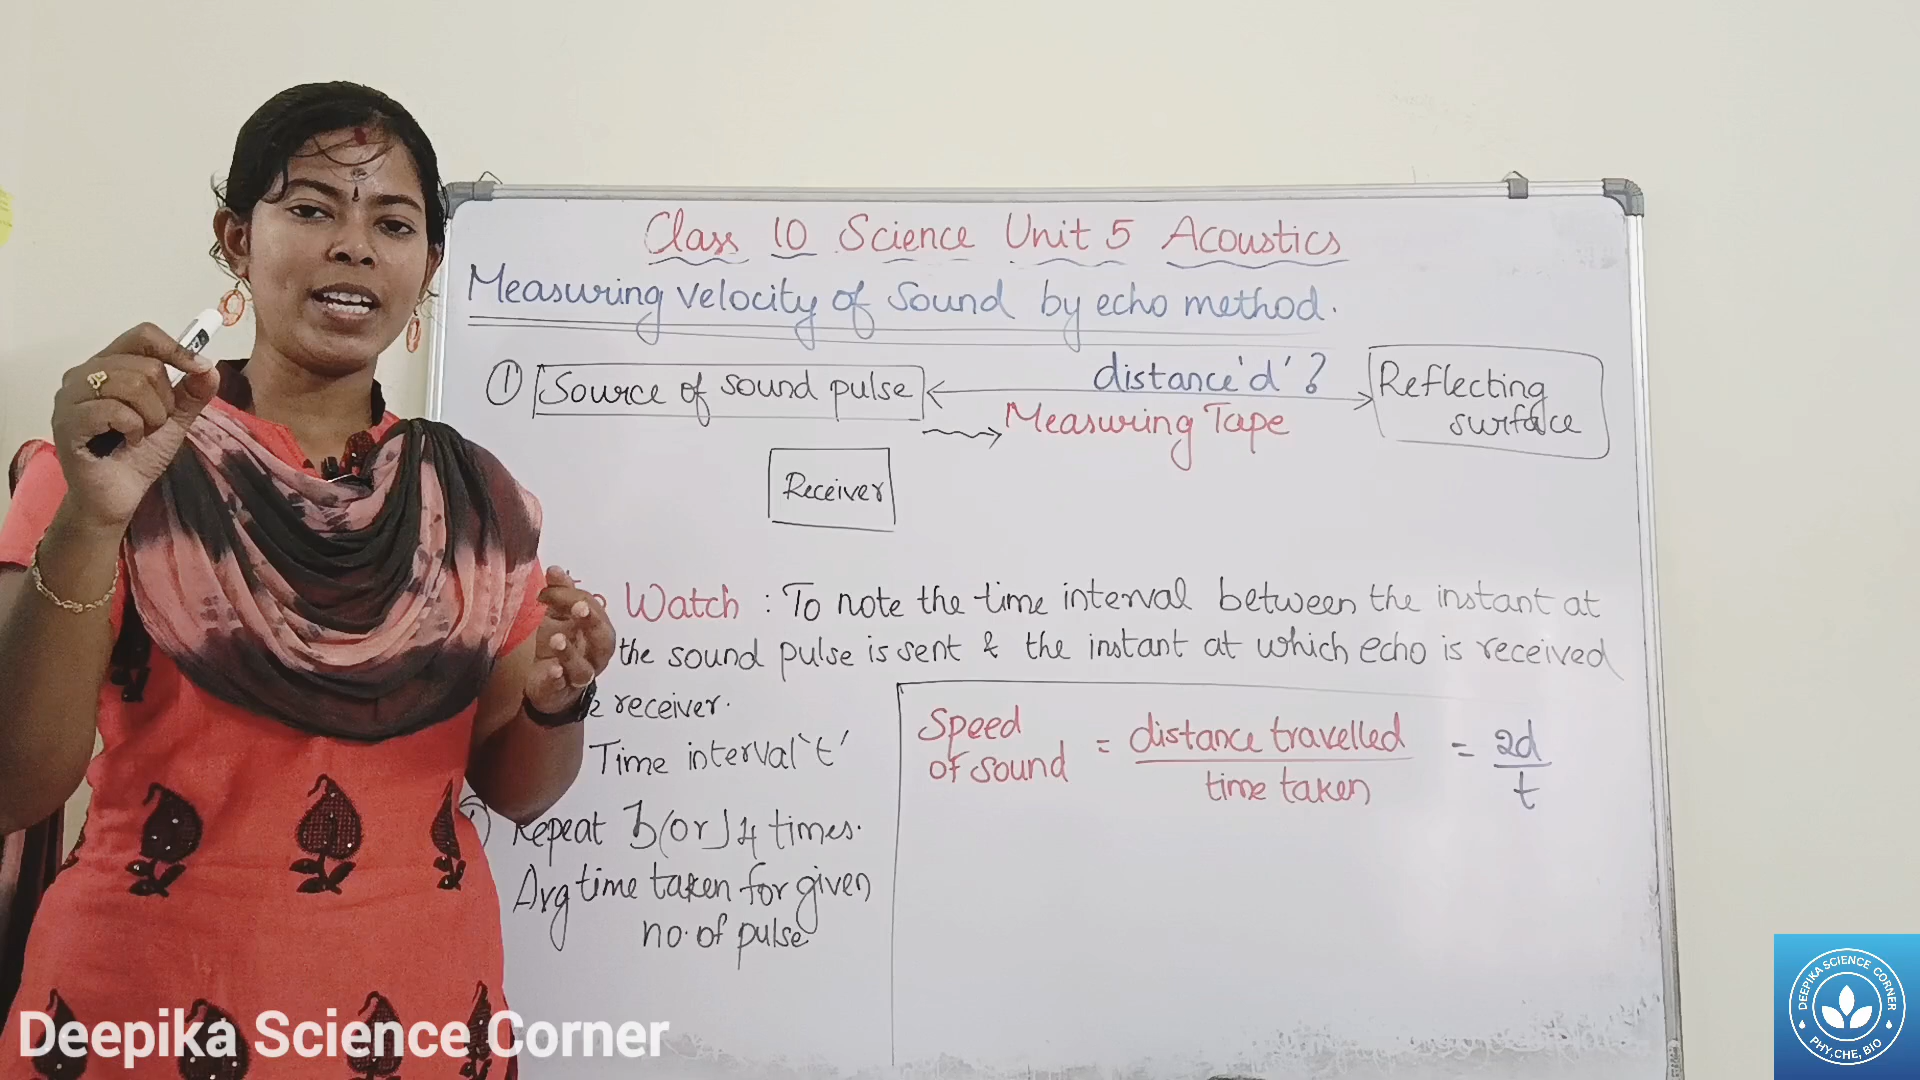 Class 10 Science Unit 5 Acoustics
Measuring velocity of sound by echo method.
① Source of sound pulse
distance 'd' ?
Measuring Tape
Reflecting surface
Receiver
Watch : To note the time interval between the instant at
the sound pulse is sent & the instant at which echo is received
receiver.
Time interval 't'
Repeat 3 (or) 4 times.
Avg time taken for given
no. of pulse
Speed of sound = distance travelled / time taken = 2d / t
Deepika Science Corner
DEEPIKA SCIENCE CORNER
PHY, CHE, BIO